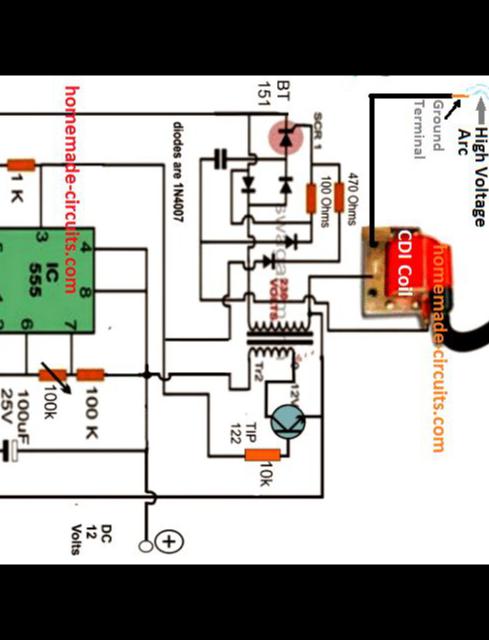 High Voltage
Arc
Ground
Terminal
CDI Coil
homemade-circuits.com
470 Ohms
100 Ohms
SCR 1
BT
151
diodes are 1N4007
homemade-circuits.com
1 K
3
4
8
IC
555
6
7
100k
100 K
100uF
25V
VOLTS
Tr2
12V
TIP
122
10k
DC
12
Volts
+